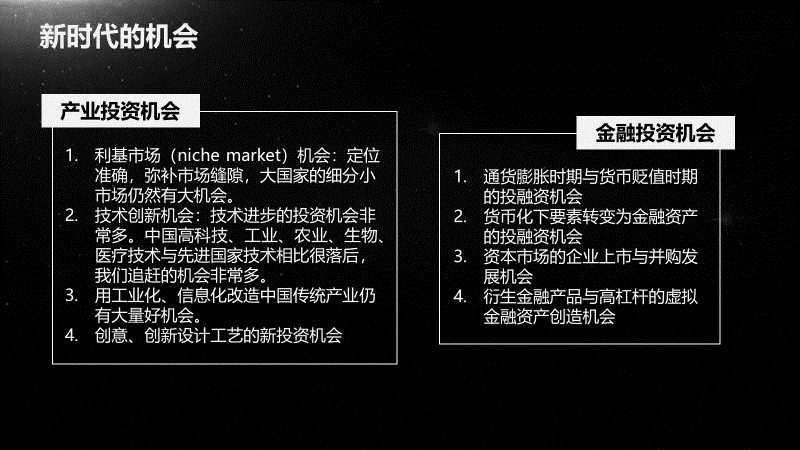 新时代的机会
产业投资机会
1. 利基市场（niche market）机会：定位
准确，弥补市场缝隙，大国家的细分小
市场仍然有大机会。
2. 技术创新机会：技术进步的投资机会非
常多。中国高科技、工业、农业、生物、
医疗技术与先进国家技术相比很落后，
我们追赶的机会非常多。
3. 用工业化、信息化改造中国传统产业仍
有大量好机会。
4. 创意、创新设计工艺的新投资机会
金融投资机会
1. 通货膨胀时期与货币贬值时期
的投融资机会
2. 货币化下要素转变为金融资产
的投融资机会
3. 资本市场的企业上市与并购发
展机会
4. 衍生金融产品与高杠杆的虚拟
金融资产创造机会